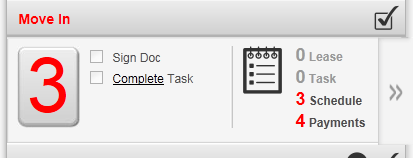 Move In
3
Sign Doc
Complete Task
0 Lease
0 Task
3 Schedule
4 Payments
»